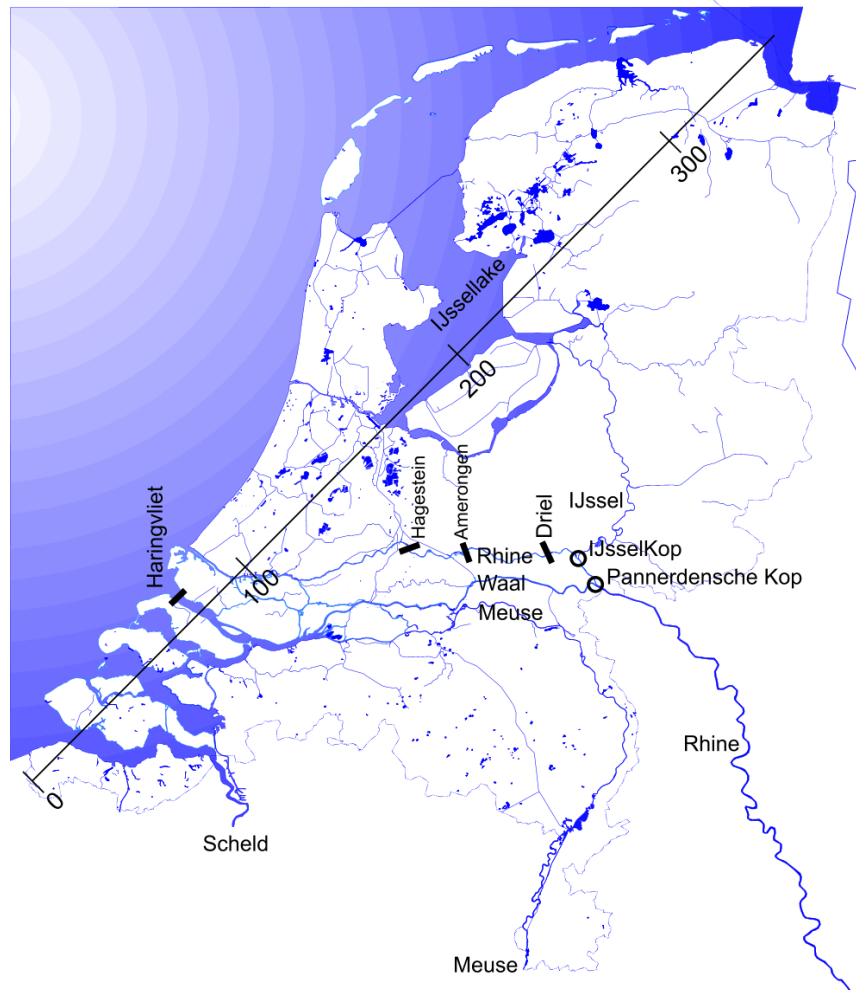 300
IJssellake
200
Hagestein
Amerongen
Driel
IJssel
Haringvliet
Rhine
IJsselKop
100
Waal
Pannerdensche Kop
Meuse
Rhine
0
Scheld
Meuse